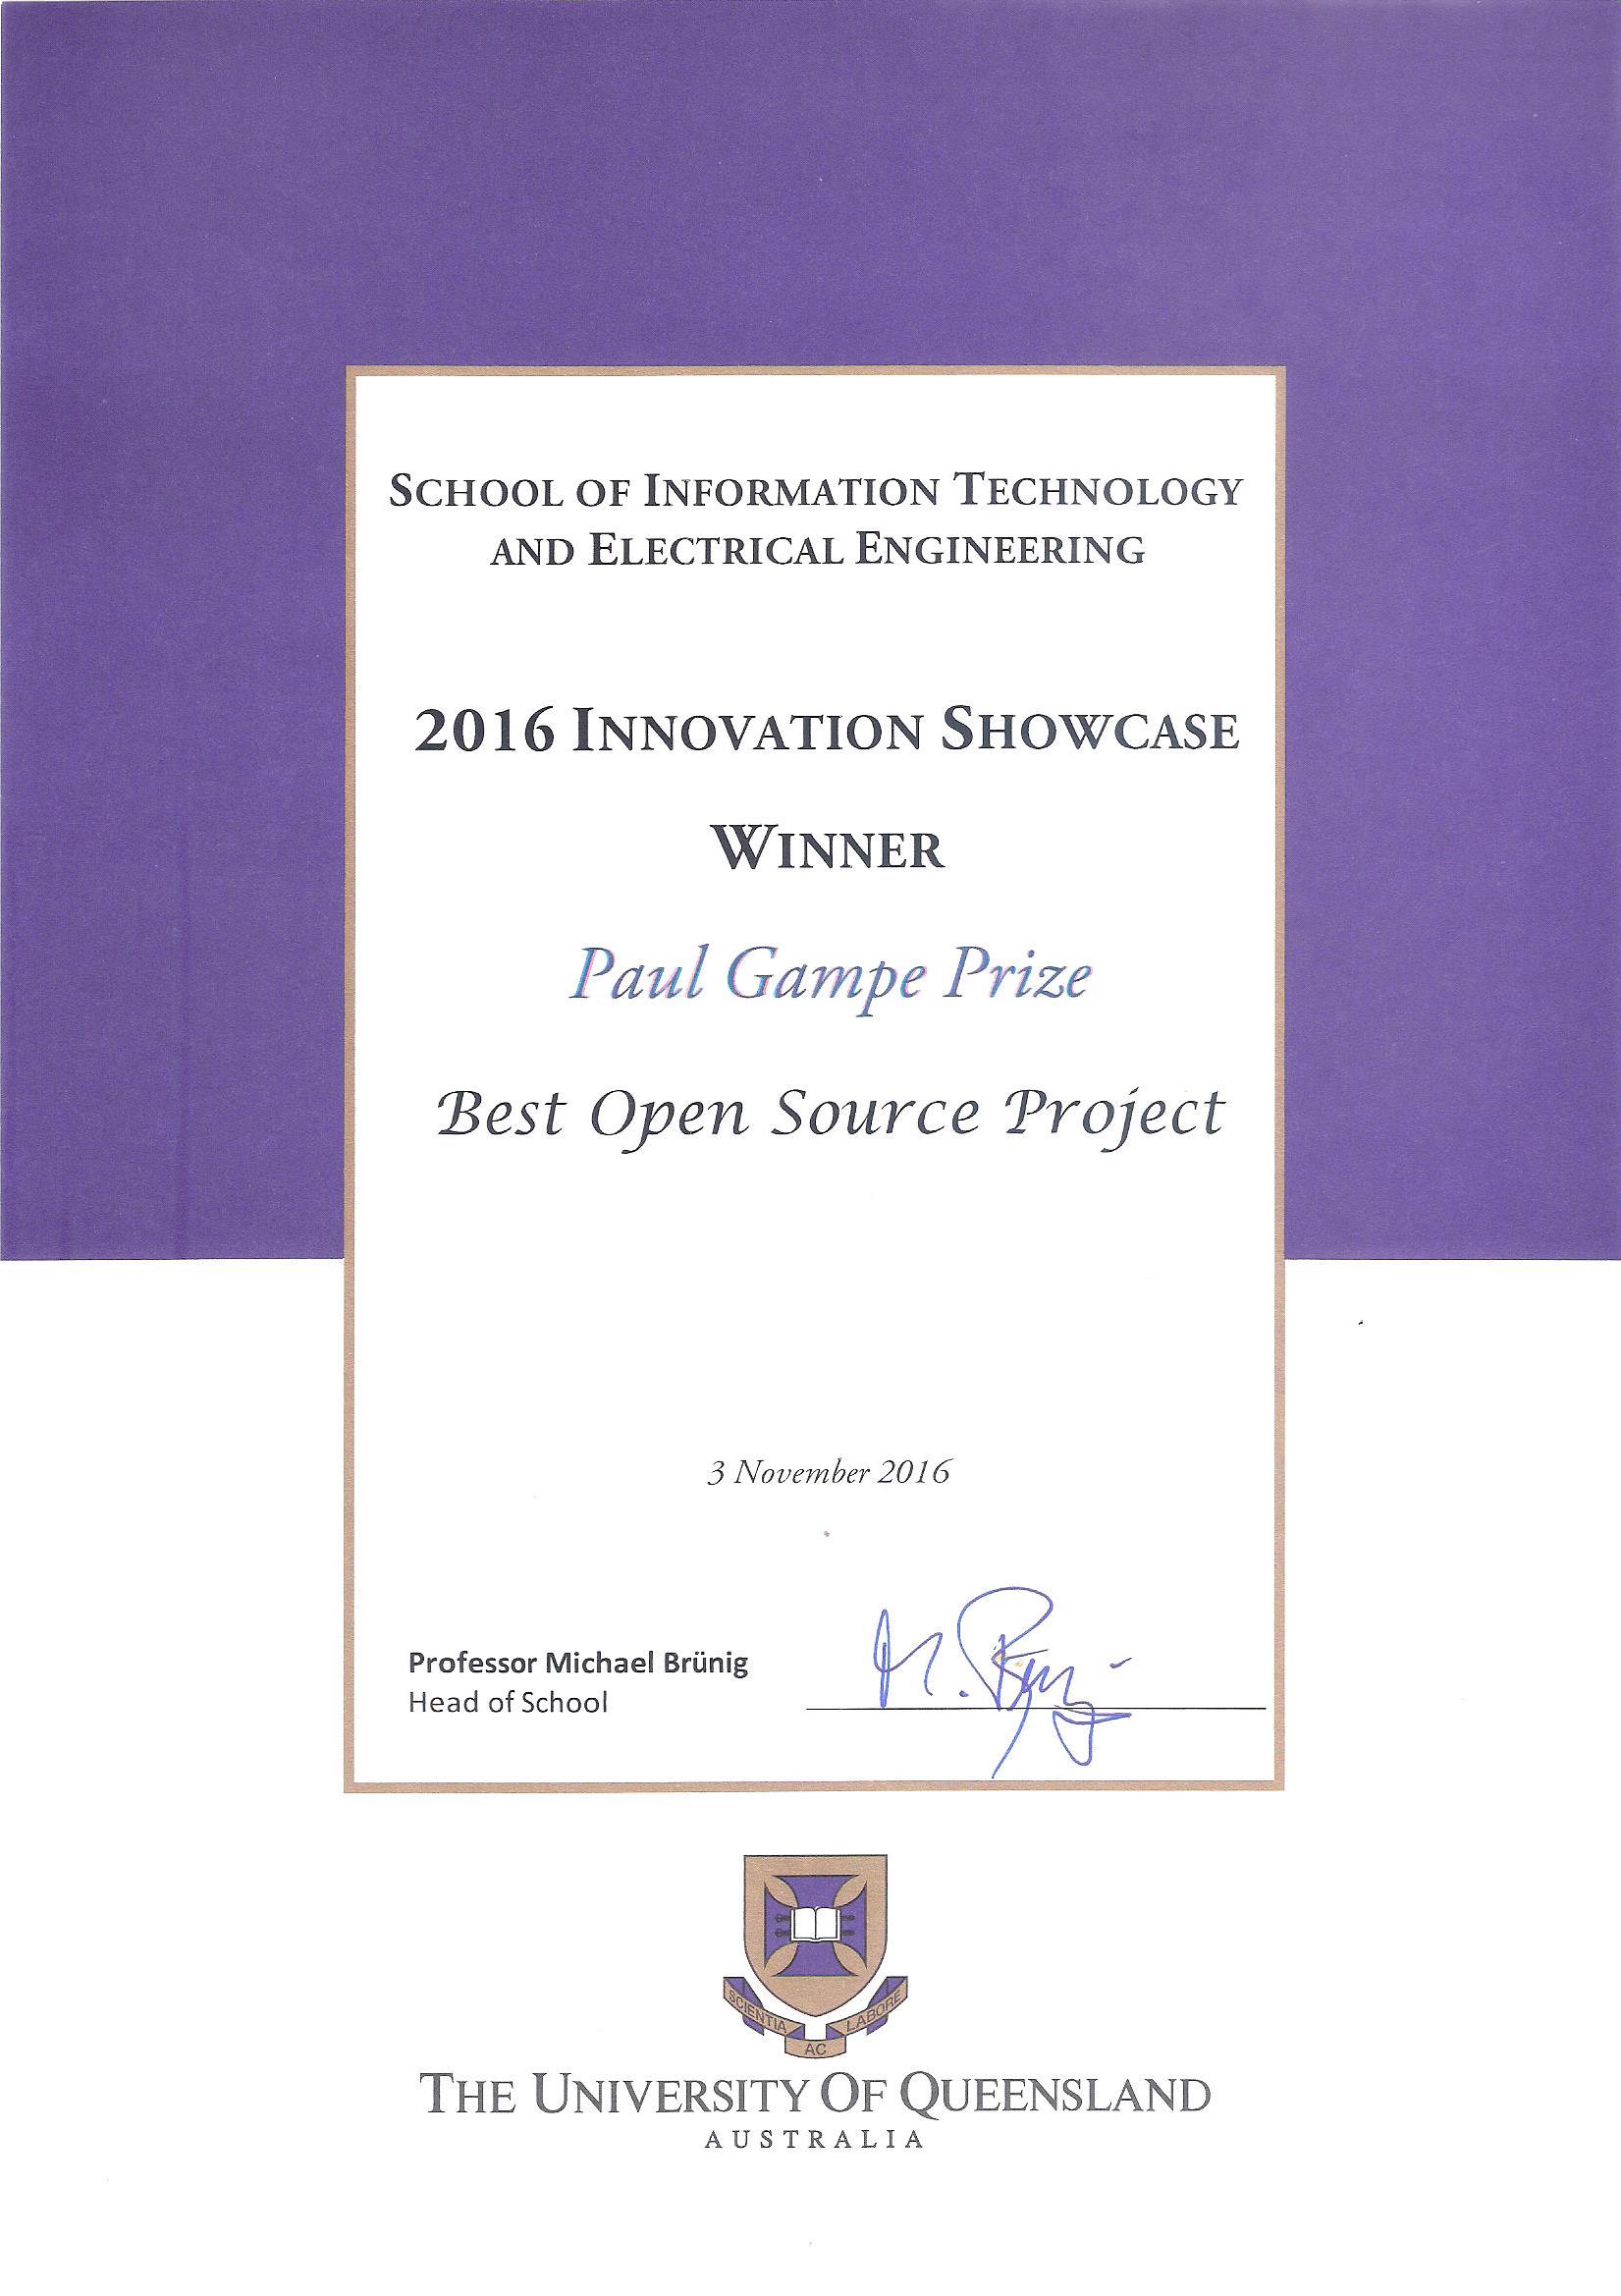 SCHOOL OF INFORMATION TECHNOLOGY
AND ELECTRICAL ENGINEERING
2016 INNOVATION SHOWCASE
WINNER
Paul Gampe Prize
Best Open Source Project
3 November 2016
Professor Michael Brünig
Head of School
M. Brünig
SCIENTIA AC LABORE
THE UNIVERSITY OF QUEENSLAND
AUSTRALIA